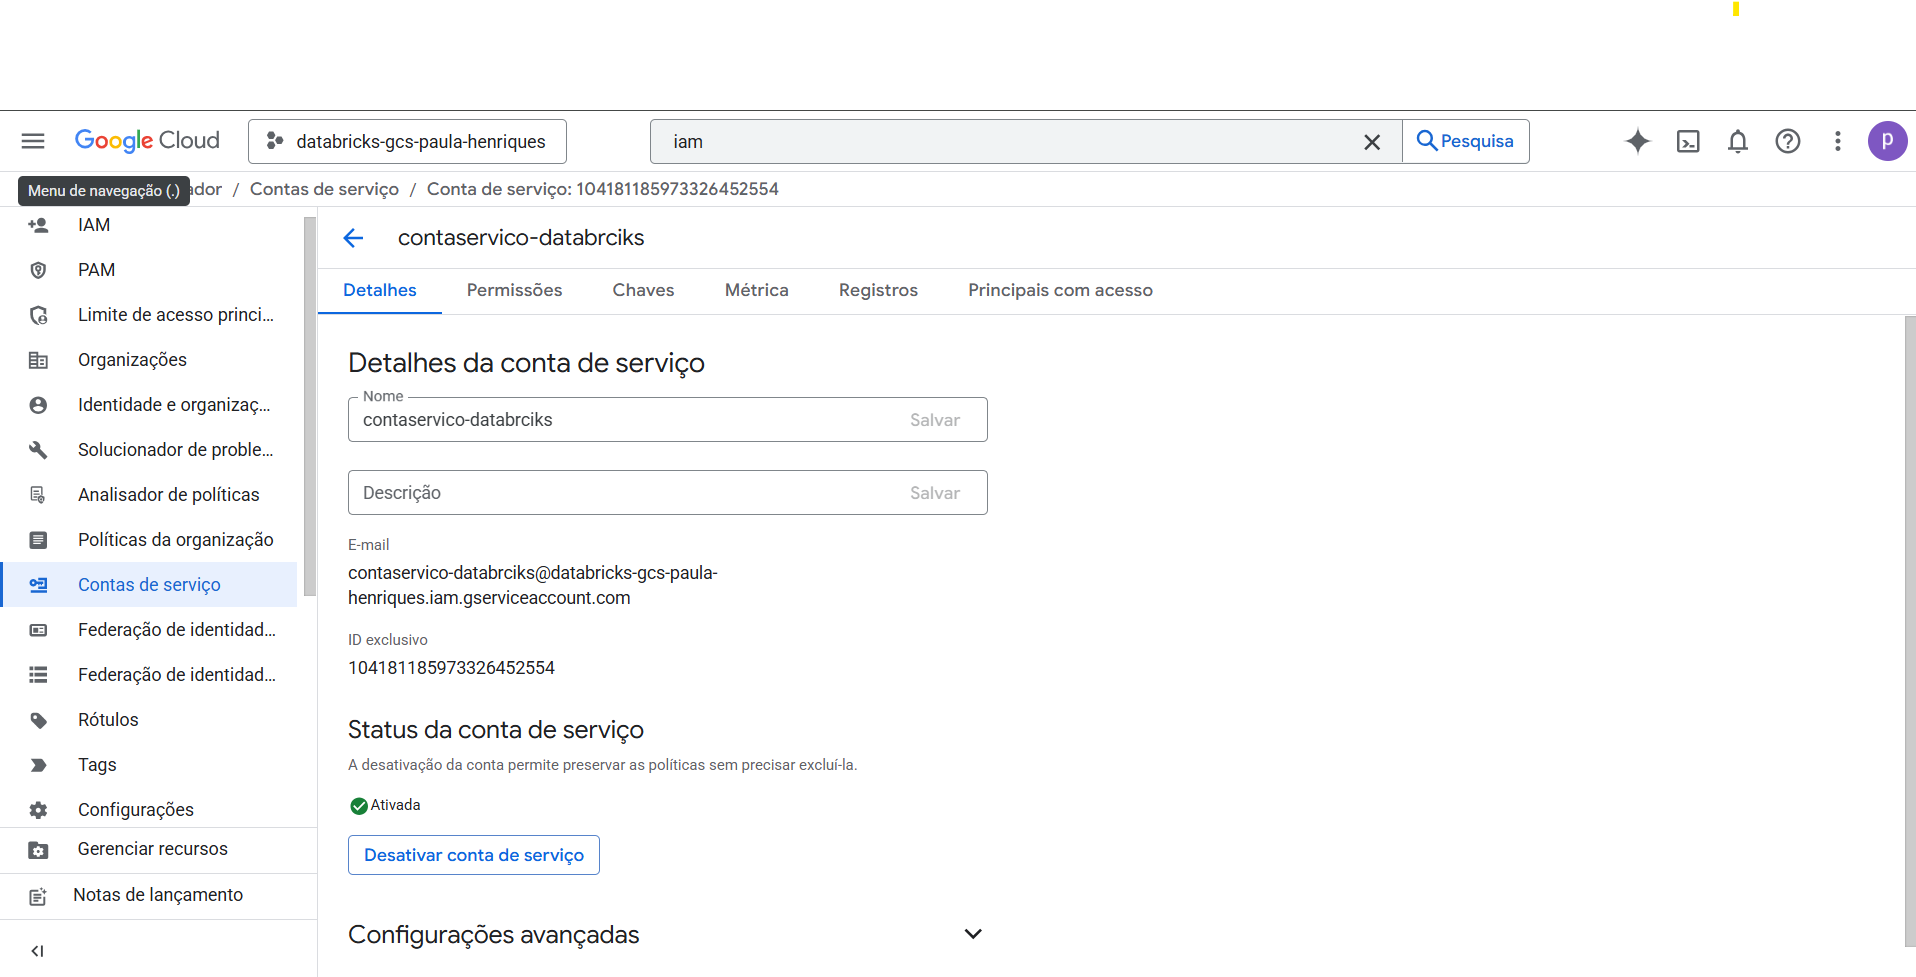 Google Cloud
databricks-gcs-paula-henriques
iam
Pesquisa
p
Menu de navegação (.)
ador / Contas de serviço / Conta de serviço: 104181185973326452554
IAM
PAM
Limite de acesso princi...
Organizações
Identidade e organizaç...
Solucionador de proble...
Analisador de políticas
Políticas da organização
Contas de serviço
Federação de identidad...
Federação de identidad...
Rótulos
Tags
Configurações
Gerenciar recursos
Notas de lançamento
contaservico-databrciks
Detalhes
Permissões
Chaves
Métrica
Registros
Principais com acesso
Detalhes da conta de serviço
Nome
contaservico-databrciks
Salvar
Descrição
Salvar
E-mail
contaservico-databrciks@databricks-gcs-paula-
henriques.iam.gserviceaccount.com
ID exclusivo
104181185973326452554
Status da conta de serviço
A desativação da conta permite preservar as políticas sem precisar excluí-la.
Ativada
Desativar conta de serviço
Configurações avançadas